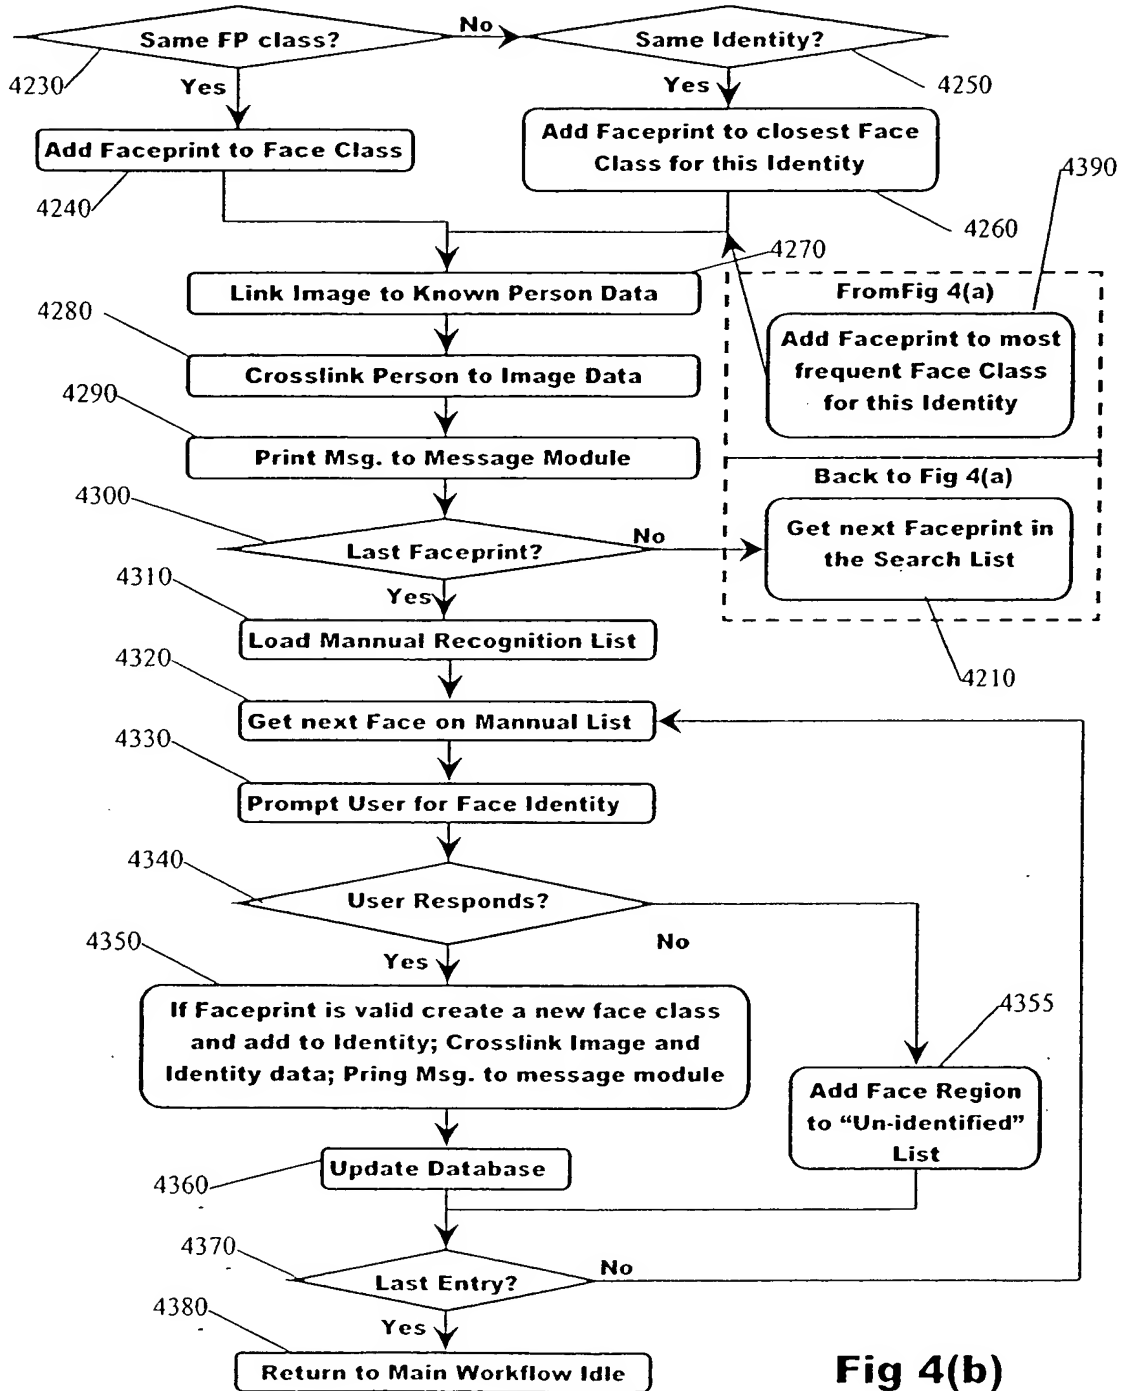 Same FP class?
No
Same Identity?
4230
Yes
Yes
4250
Add Faceprint to Face Class
Add Faceprint to closest Face
Class for this Identity
4240
4260
4390
4270
Link Image to Known Person Data
FromFig 4(a)
4280
Add Faceprint to most
frequent Face Class
for this Identity
Crosslink Person to Image Data
4290
Print Msg. to Message Module
Back to Fig 4(a)
4300
Last Faceprint?
No
Get next Faceprint in
the Search List
4310
Yes
4210
Load Mannual Recognition List
4320
Get next Face on Mannual List
4330
Prompt User for Face Identity
4340
User Responds?
No
4350
Yes
If Faceprint is valid create a new face class
and add to Identity; Crosslink Image and
Identity data; Pring Msg. to message module
4355
Add Face Region
to “Un-identified”
List
4360
Update Database
4370
Last Entry?
No
4380
Yes
Return to Main Workflow Idle
Fig 4(b)